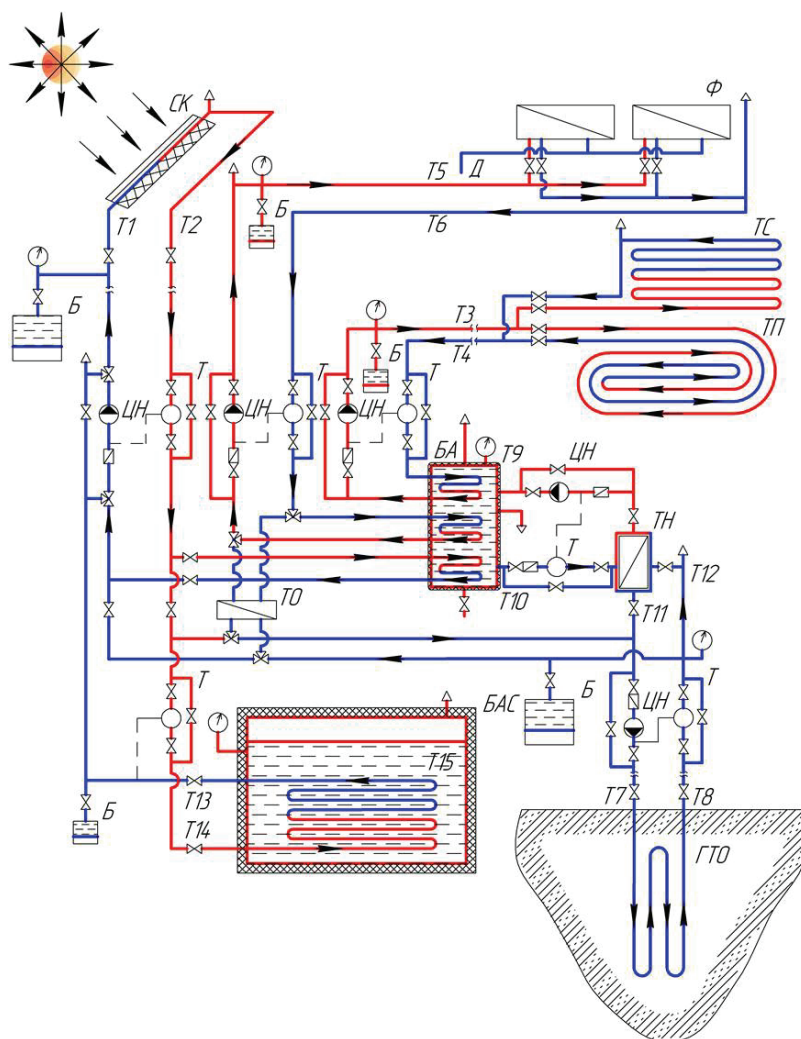 СК
Ф
Т5
Д
Т1
Т2
Б
Т6
ТС
Б
Т3
ТП
Т4
Б
Т
Т
Т
ЦН
ЦН
ЦН
БА
Т9
ЦН
ТН
Т
Т12
Т10
ТО
Т11
Т
БАС
Б
ЦН
Т
Т15
Т13
Т7
Т8
Б
Т14
ГТО